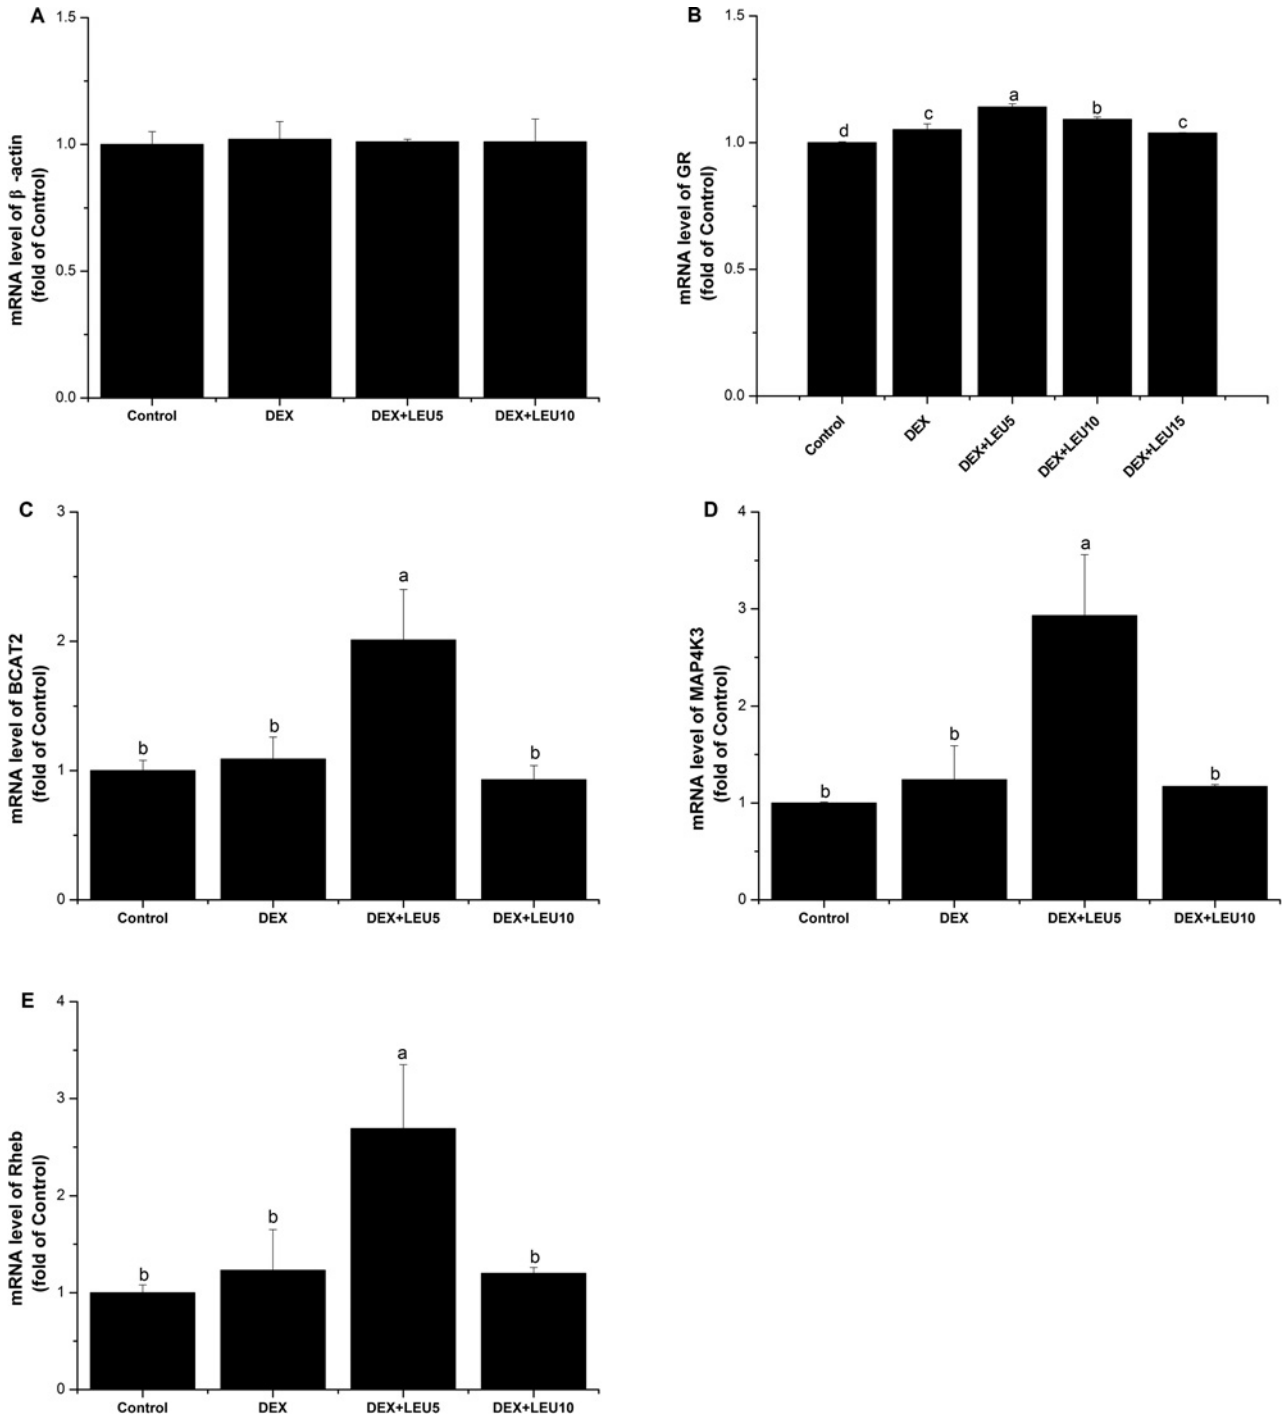 A
mRNA level of β -actin
(fold of Control)
1.5
1.0
0.5
0.0
Control
DEX
DEX+LEU5
DEX+LEU10
B
mRNA level of GR
(fold of Control)
1.5
1.0
0.5
0.0
d
c
a
b
c
Control
DEX
DEX+LEU5
DEX+LEU10
DEX+LEU15
C
mRNA level of BCAT2
(fold of Control)
3
2
1
0
b
b
a
b
Control
DEX
DEX+LEU5
DEX+LEU10
D
mRNA level of MAP4K3
(fold of Control)
4
3
2
1
0
b
b
a
b
Control
DEX
DEX+LEU5
DEX+LEU10
E
mRNA level of Rheb
(fold of Control)
4
3
2
1
0
b
b
a
b
Control
DEX
DEX+LEU5
DEX+LEU10